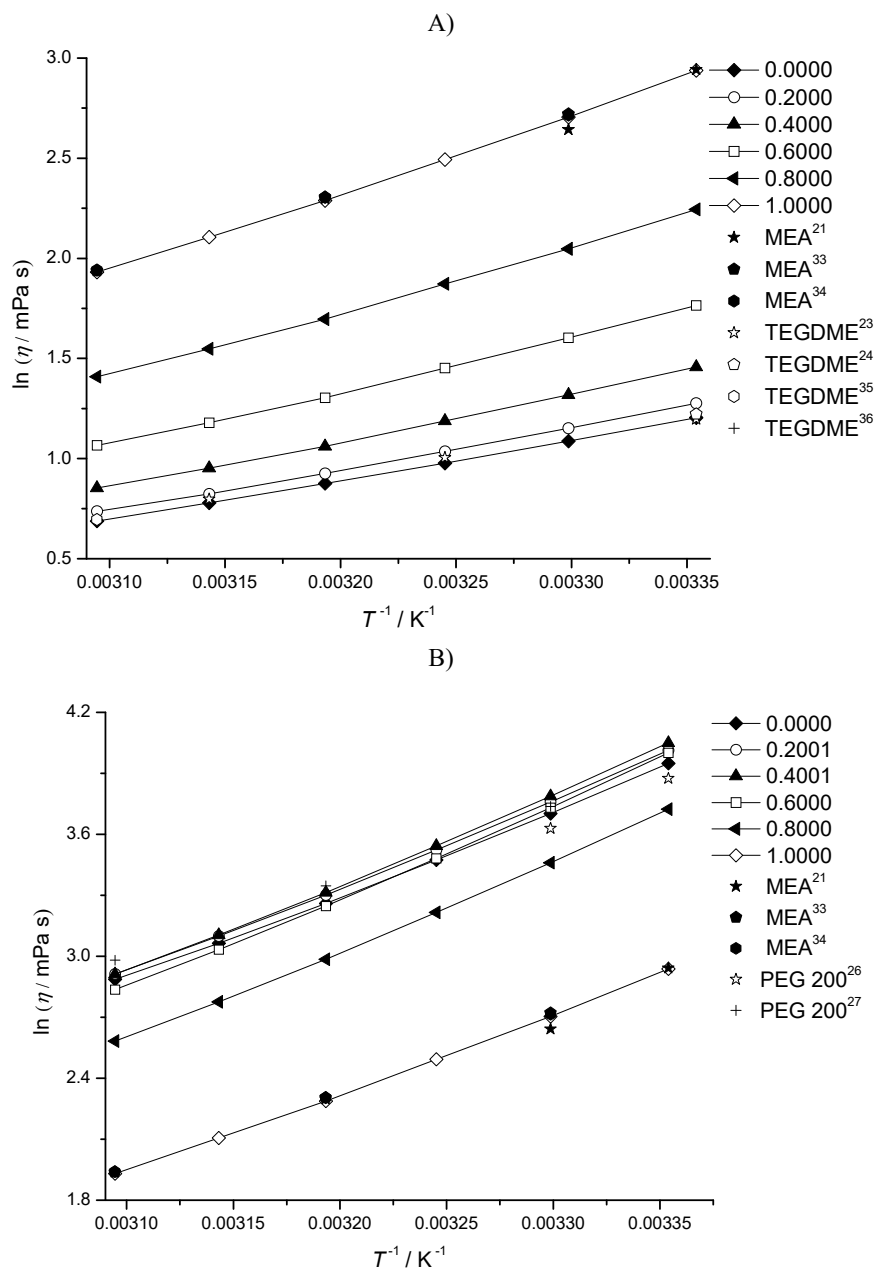 A)
3.0
2.5
2.0
1.5
1.0
0.5
ln (η / mPa s)
0.00310
0.00315
0.00320
0.00325
0.00330
0.00335
T⁻¹ / K⁻¹
0.0000
0.2000
0.4000
0.6000
0.8000
1.0000
MEA²¹
MEA³³
MEA³⁴
TEGDME²³
TEGDME²⁴
TEGDME³⁵
TEGDME³⁶
B)
4.2
3.6
3.0
2.4
1.8
ln (η / mPa s)
0.00310
0.00315
0.00320
0.00325
0.00330
0.00335
T⁻¹ / K⁻¹
0.0000
0.2001
0.4001
0.6000
0.8000
1.0000
MEA²¹
MEA³³
MEA³⁴
PEG 200²⁶
PEG 200²⁷